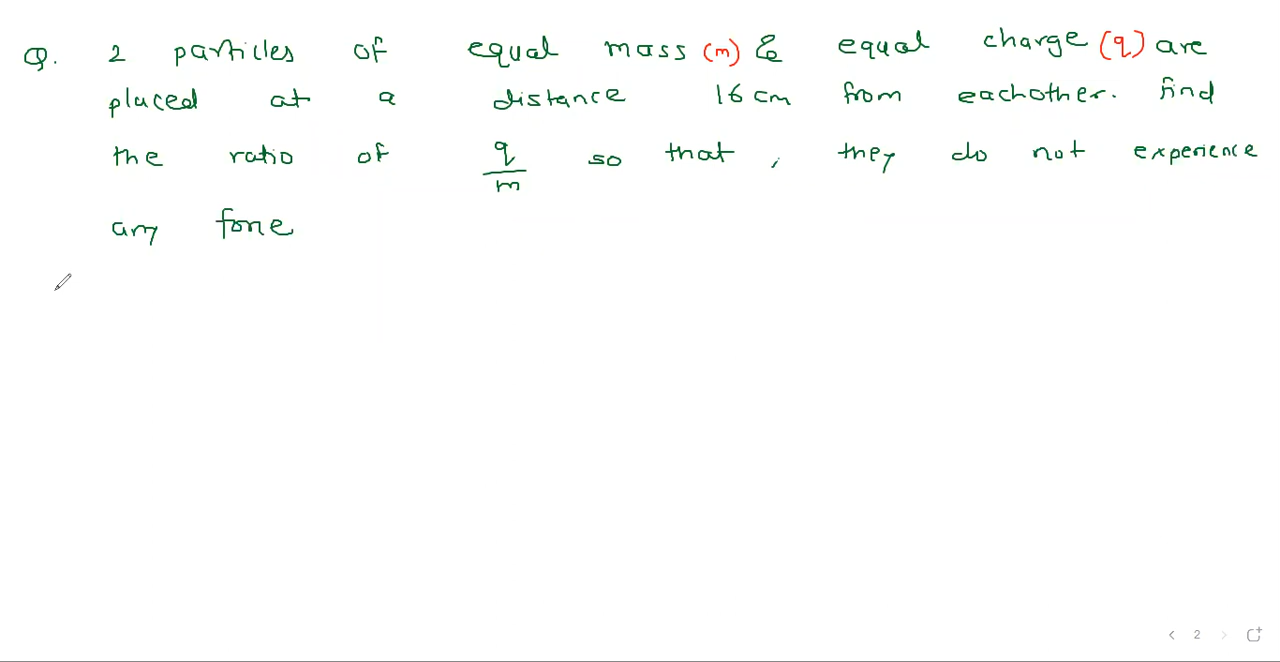 Q. 2 particles of equal mass (m) & equal charge (q) are
placed at a distance 16 cm from eachother. find
the ratio of q/m so that, they do not experience
any force
2